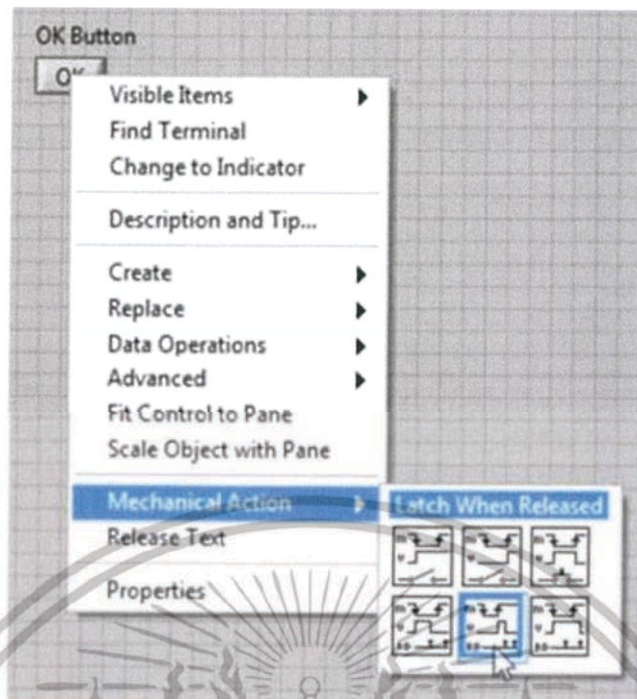 OK Button
OK
Visible Items
Find Terminal
Change to Indicator
Description and Tip...
Create
Replace
Data Operations
Advanced
Fit Control to Pane
Scale Object with Pane
Mechanical Action
Latch When Released
Release Text
Properties